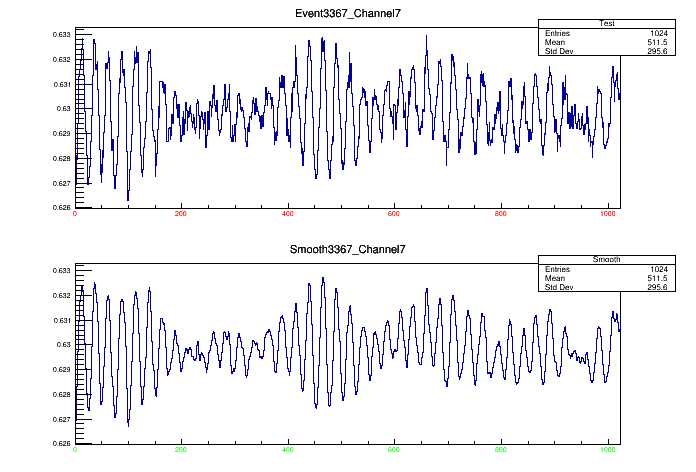 Event3367_Channel7
Test
Entries 1024
Mean 511.5
Std Dev 295.6
0.633
0.632
0.631
0.63
0.629
0.628
0.627
0.626
0 200 400 600 800 1000
Smooth3367_Channel7
Smooth
Entries 1024
Mean 511.5
Std Dev 295.6
0.633
0.632
0.631
0.63
0.629
0.628
0.627
0.626
0 200 400 600 800 1000